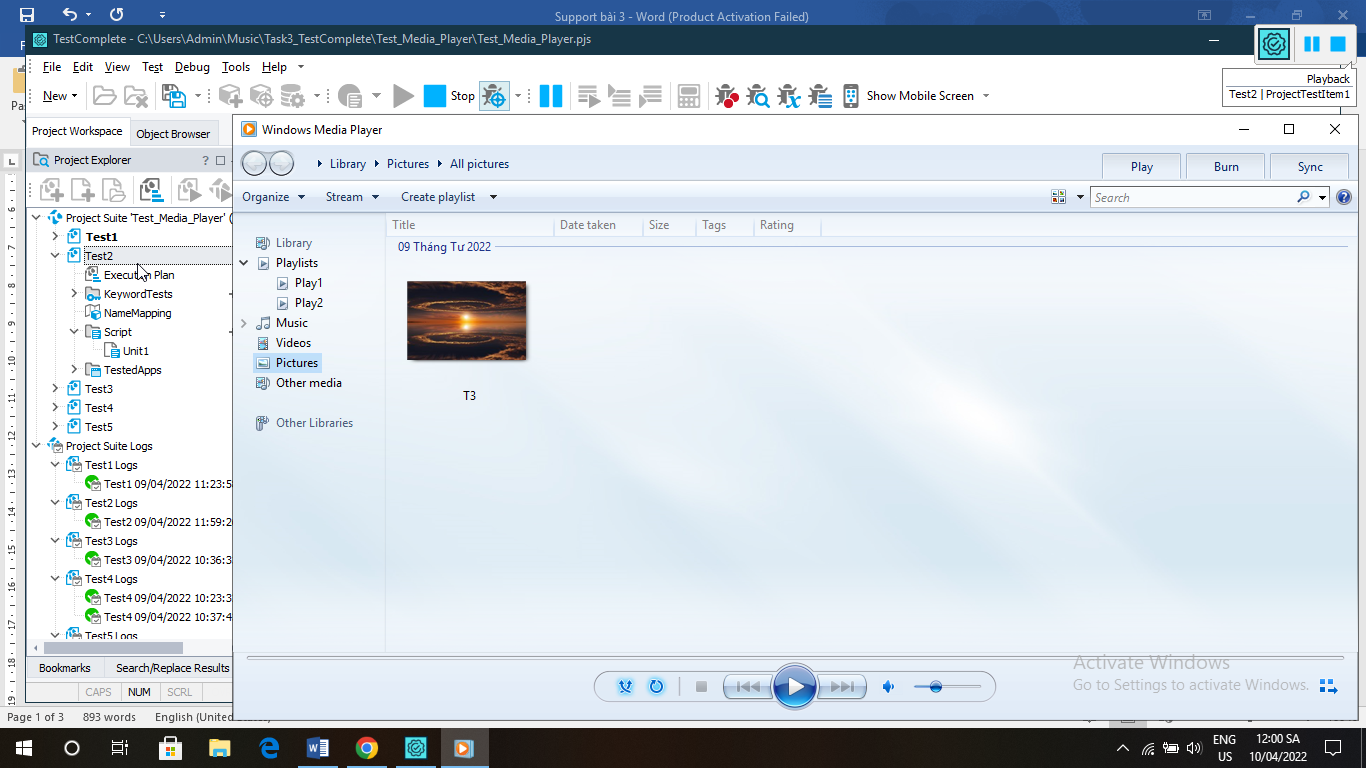 Support bài 3 - Word (Product Activation Failed)
TestComplete - C:\Users\Admin\Music\Task3_TestComplete\Test_Media_Player\Test_Media_Player.pjs
File Edit View Test Debug Tools Help
Playback
Test2 | ProjectTestItem1
New Stop Show Mobile Screen
Project Workspace Object Browser
Project Explorer
Windows Media Player
Library Pictures All pictures
Play Burn Sync
Organize Stream Create playlist Search
Title Date taken Size Tags Rating
09 Tháng Tư 2022
T3
Library
Playlists
Play1
Play2
Music
Videos
Pictures
Other media
Other Libraries
Project Suite 'Test_Media_Player' (
Test1
Test2
Execution Plan
KeywordTests
NameMapping
Script
Unit1
TestedApps
Test3
Test4
Test5
Project Suite Logs
Test1 Logs
Test1 09/04/2022 11:23:5
Test2 Logs
Test2 09/04/2022 11:59:2
Test3 Logs
Test3 09/04/2022 10:36:3
Test4 Logs
Test4 09/04/2022 10:23:3
Test4 09/04/2022 10:37:4
Test5 Logs
Bookmarks Search/Replace Results
CAPS NUM SCRL
Activate Windows
Go to Settings to activate Windows.
Page 1 of 3 893 words English (United
ENG
US
12:00 SA
10/04/2022